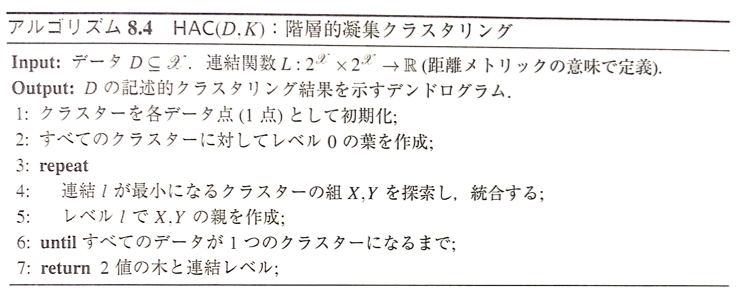 アルゴリズム 8.4 HAC(D,K)：階層的凝集クラスタリング
Input: データ D ⊆ 𝒳. 連結関数 L : 2^𝒳 × 2^𝒳 → ℝ (距離メトリックの意味で定義).
Output: D の記述的クラスタリング結果を示すデンドログラム.
1: クラスターを各データ点 (1 点) として初期化;
2: すべてのクラスターに対してレベル 0 の葉を作成;
3: repeat
4: 連結 l が最小になるクラスターの組 X,Y を探索し, 統合する;
5: レベル l で X,Y の親を作成;
6: until すべてのデータが 1 つのクラスターになるまで;
7: return 2 値の木と連結レベル;